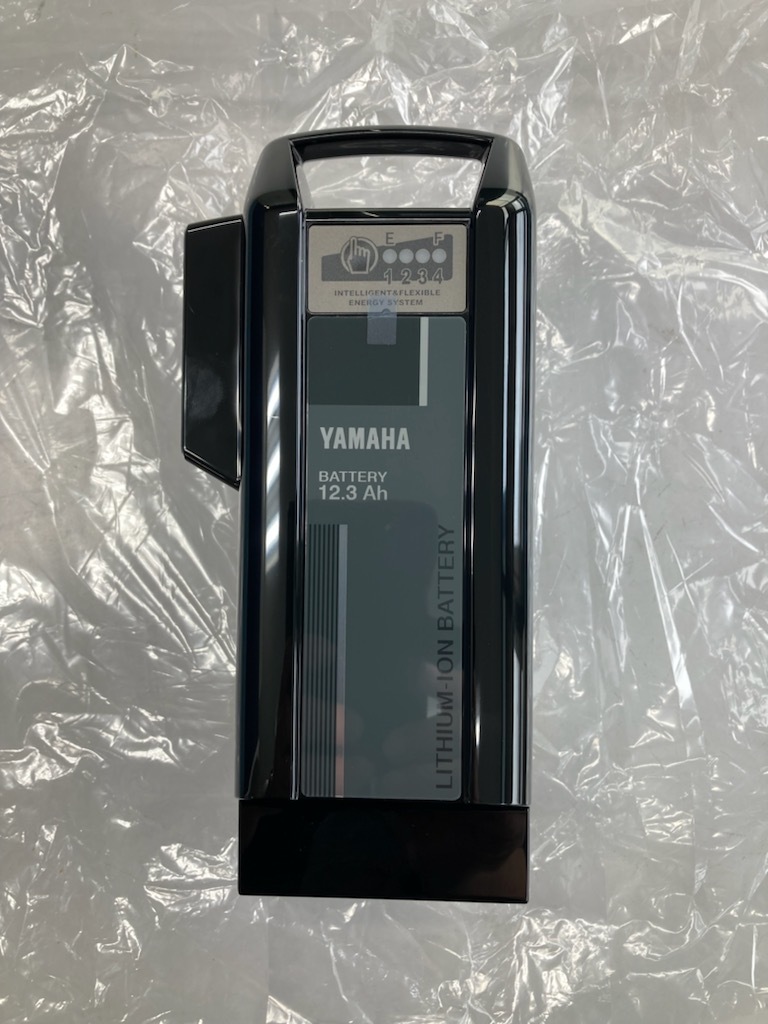 E F
1 2 3 4
INTELLIGENT&FLEXIBLE
ENERGY SYSTEM
YAMAHA
BATTERY
12.3 Ah
LITHIUM-ION BATTERY